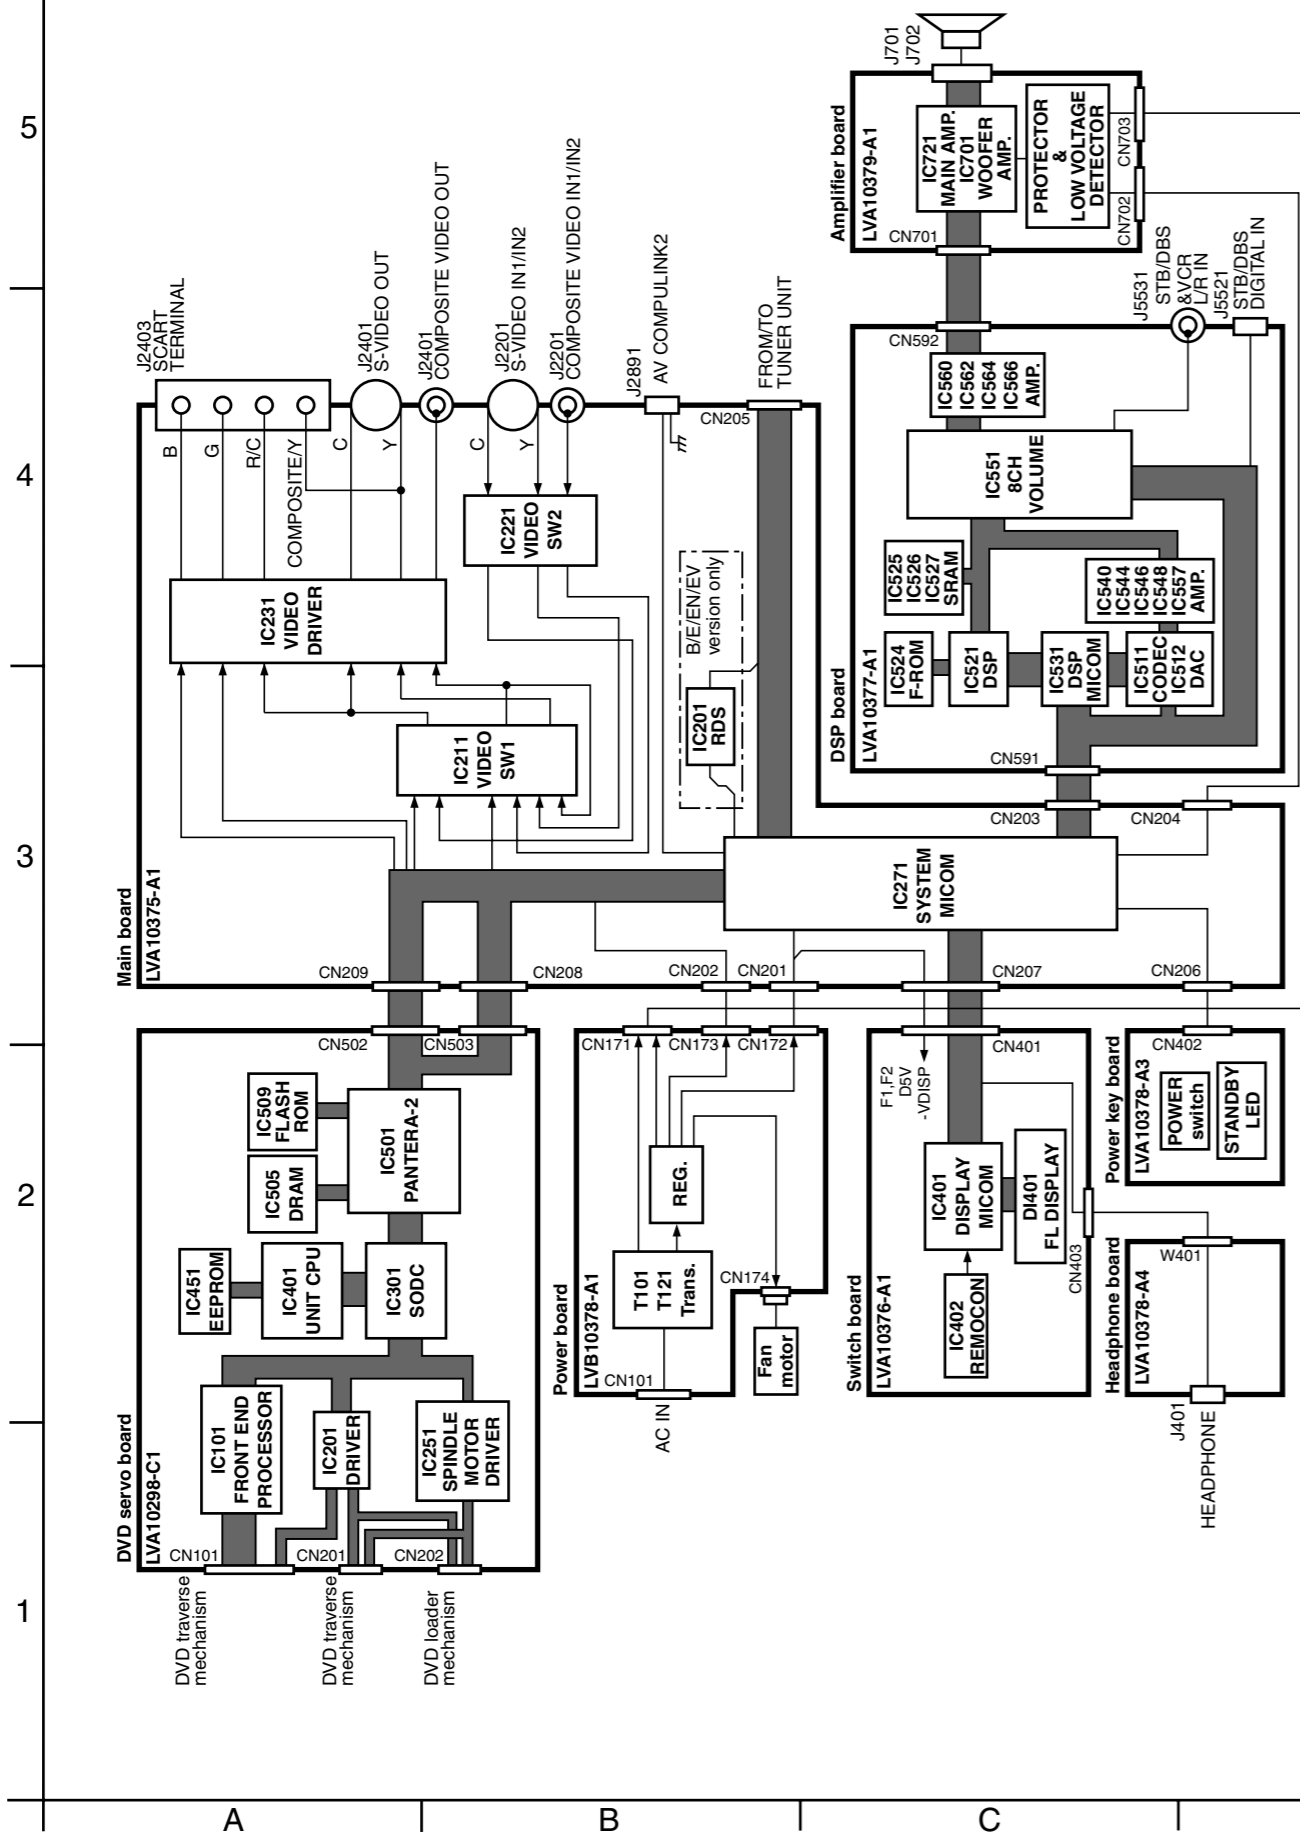 5
4
3
2
1
A
B
C
Amplifier board
LVA10379-A1
J701
J702
IC721
MAIN AMP.
IC701
WOOFER
AMP.
PROTECTOR
&
LOW VOLTAGE
DETECTOR
CN703
CN702
CN701
J2403
SCART
TERMINAL
J2401
S-VIDEO OUT
J2401
COMPOSITE VIDEO OUT
J2201
S-VIDEO IN1/IN2
J2201
COMPOSITE VIDEO IN1/IN2
J2891
AV COMPULINK2
FROM/TO
TUNER UNIT
CN205
B
G
R/C
COMPOSITE/Y
C
Y
C
Y
IC231
VIDEO
DRIVER
IC221
VIDEO
SW2
IC211
VIDEO
SW1
B/E/EN/EV
version only
IC201
RDS
IC271
SYSTEM
MICOM
Main board
LVA10375-A1
CN209
CN208
CN202
CN201
CN207
CN206
CN203
CN204
DSP board
LVA10377-A1
CN592
J5531
STB/DBS
&VCR
L/R IN
J5521
STB/DBS
DIGITAL IN
IC560
IC562
IC564
IC566
AMP.
IC551
8CH
VOLUME
IC525
IC526
IC527
SRAM
IC540
IC544
IC546
IC548
IC557
AMP.
IC524
F-ROM
IC521
DSP
IC531
DSP
MICOM
IC511
CODEC
IC512
DAC
CN591
DVD servo board
LVA10298-C1
CN502
CN503
IC509
FLASH
ROM
IC505
DRAM
IC501
PANTERA-2
IC451
EEPROM
IC401
UNIT CPU
IC301
SODC
IC101
FRONT END
PROCESSOR
IC201
DRIVER
IC251
SPINDLE
MOTOR
DRIVER
CN101
CN201
CN202
DVD traverse
mechanism
DVD traverse
mechanism
DVD loader
mechanism
Power board
LVB10378-A1
CN171
CN173
CN172
REG.
T101
T121
Trans.
CN174
Fan
motor
CN101
AC IN
Switch board
LVA10376-A1
CN401
F1,F2
D5V
-VDISP
IC401
DISPLAY
MICOM
DI401
FL DISPLAY
IC402
REMOCON
CN403
Power key board
LVA10378-A3
CN402
POWER
switch
STANDBY
LED
Headphone board
LVA10378-A4
W401
J401
HEADPHONE